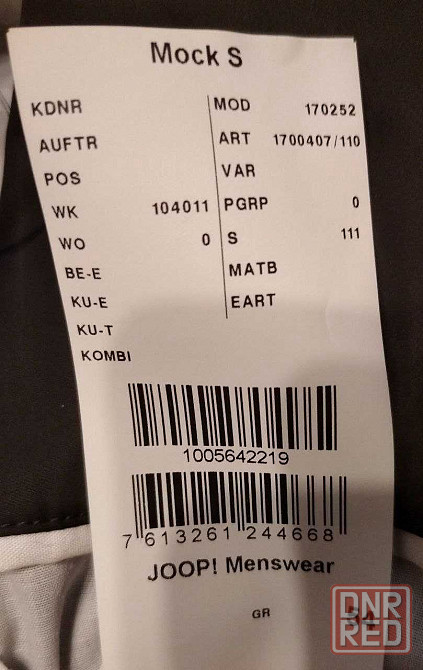 Mock S
KDNR
AUFTR
POS
WK 104011
WO 0
BE-E
KU-E
KU-T
KOMBI
MOD 170252
ART 1700407/110
VAR
PGRP 0
S 111
MATB
EART
1005642219
7 613261 244668
JOOP! Menswear
GR 94
DNR
RED